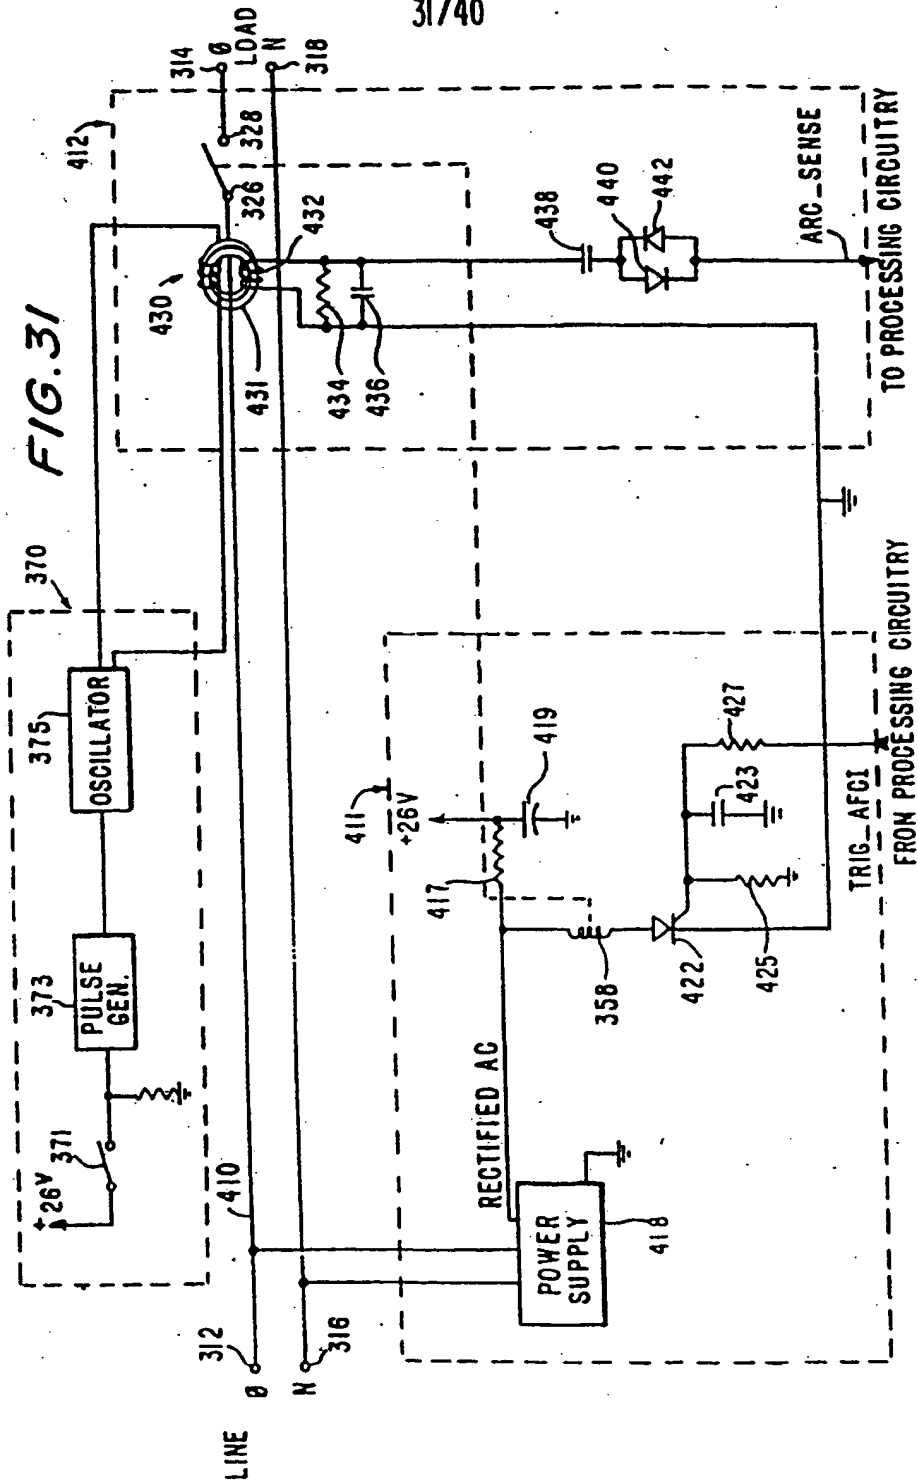 31/40
FIG. 31
370
375
OSCILLATOR
373
PULSE
GEN.
371
+26V
412
314
Ø
LOAD
N
318
328
326
430
432
431
434
436
438
440
442
ARC_SENSE
TO PROCESSING CIRCUITRY
LINE
312
Ø
N
316
410
411
+26V
419
417
RECTIFIED AC
POWER
SUPPLY
418
358
422
425
423
427
TRIG_AFCI
FRON PROCESSING CIRCUITRY